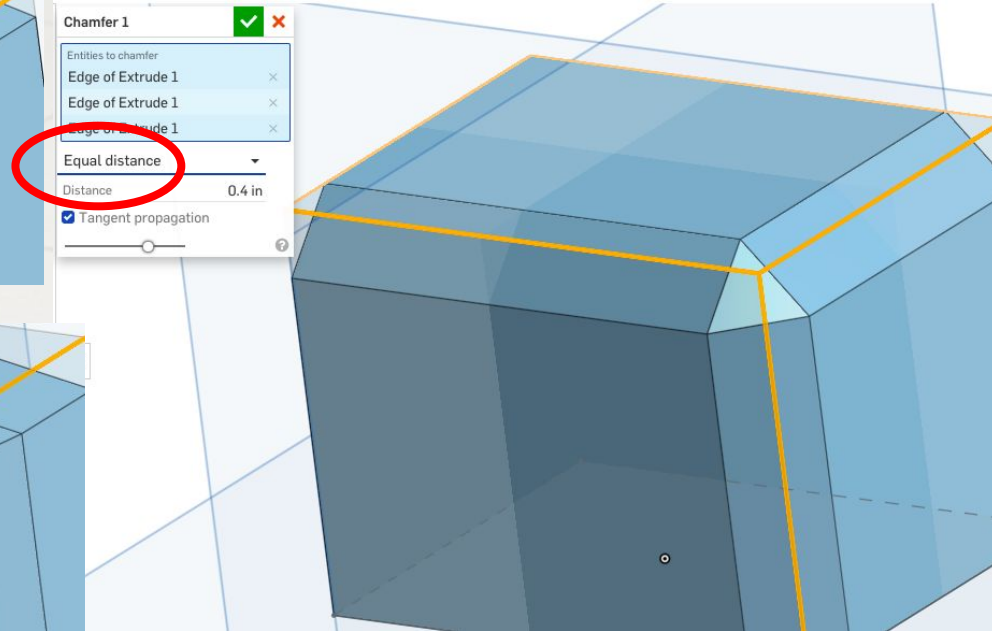 Chamfer 1
Entities to chamfer
Edge of Extrude 1
Edge of Extrude 1
Edge of Extrude 1
Equal distance
Distance 0.4 in
Tangent propagation